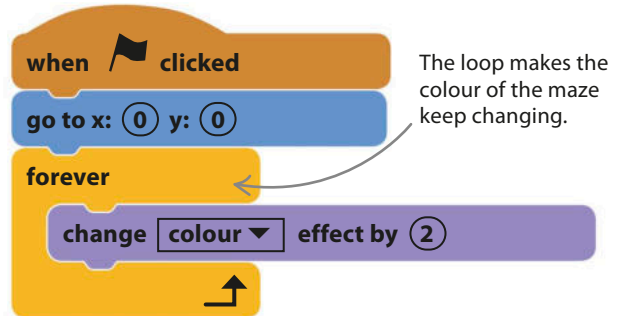 when clicked
go to x: 0 y: 0
forever
change colour effect by 2
The loop makes the
colour of the maze
keep changing.